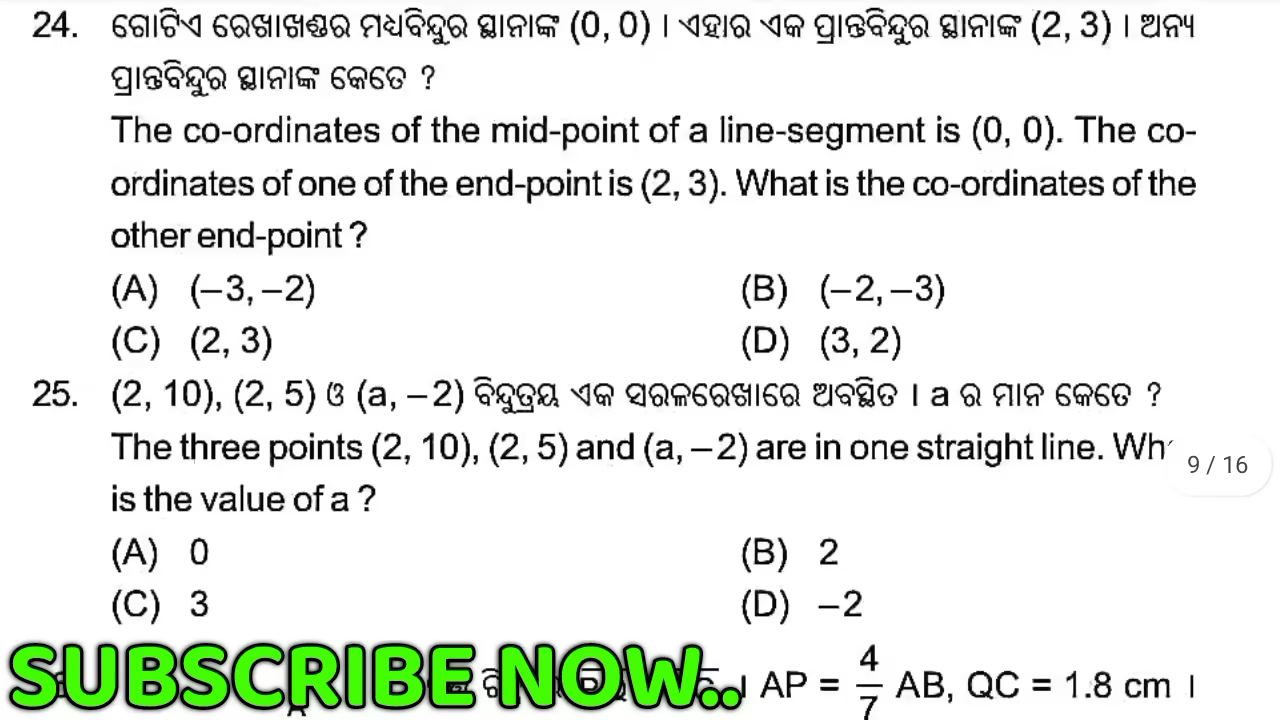 24. ଗୋଟିଏ ରେଖାଖଣ୍ଡର ମଧ୍ୟବିନ୍ଦୁର ସ୍ଥାନାଙ୍କ (0, 0) । ଏହାର ଏକ ପ୍ରାନ୍ତବିନ୍ଦୁର ସ୍ଥାନାଙ୍କ (2, 3) । ଅନ୍ୟ
ପ୍ରାନ୍ତବିନ୍ଦୁର ସ୍ଥାନାଙ୍କ କେତେ ?
The co-ordinates of the mid-point of a line-segment is (0, 0). The co-
ordinates of one of the end-point is (2, 3). What is the co-ordinates of the
other end-point ?
(A) (–3, –2) (B) (–2, –3)
(C) (2, 3) (D) (3, 2)
25. (2, 10), (2, 5) ଓ (a, –2) ବିନ୍ଦୁତ୍ରୟ ଏକ ସରଳରେଖାରେ ଅବସ୍ଥିତ । a ର ମାନ କେତେ ?
The three points (2, 10), (2, 5) and (a, –2) are in one straight line. Wh
9 / 16
is the value of a ?
(A) 0 (B) 2
(C) 3 (D) –2
SUBSCRIBE NOW.. । AP = 4/7 AB, QC = 1.8 cm ।